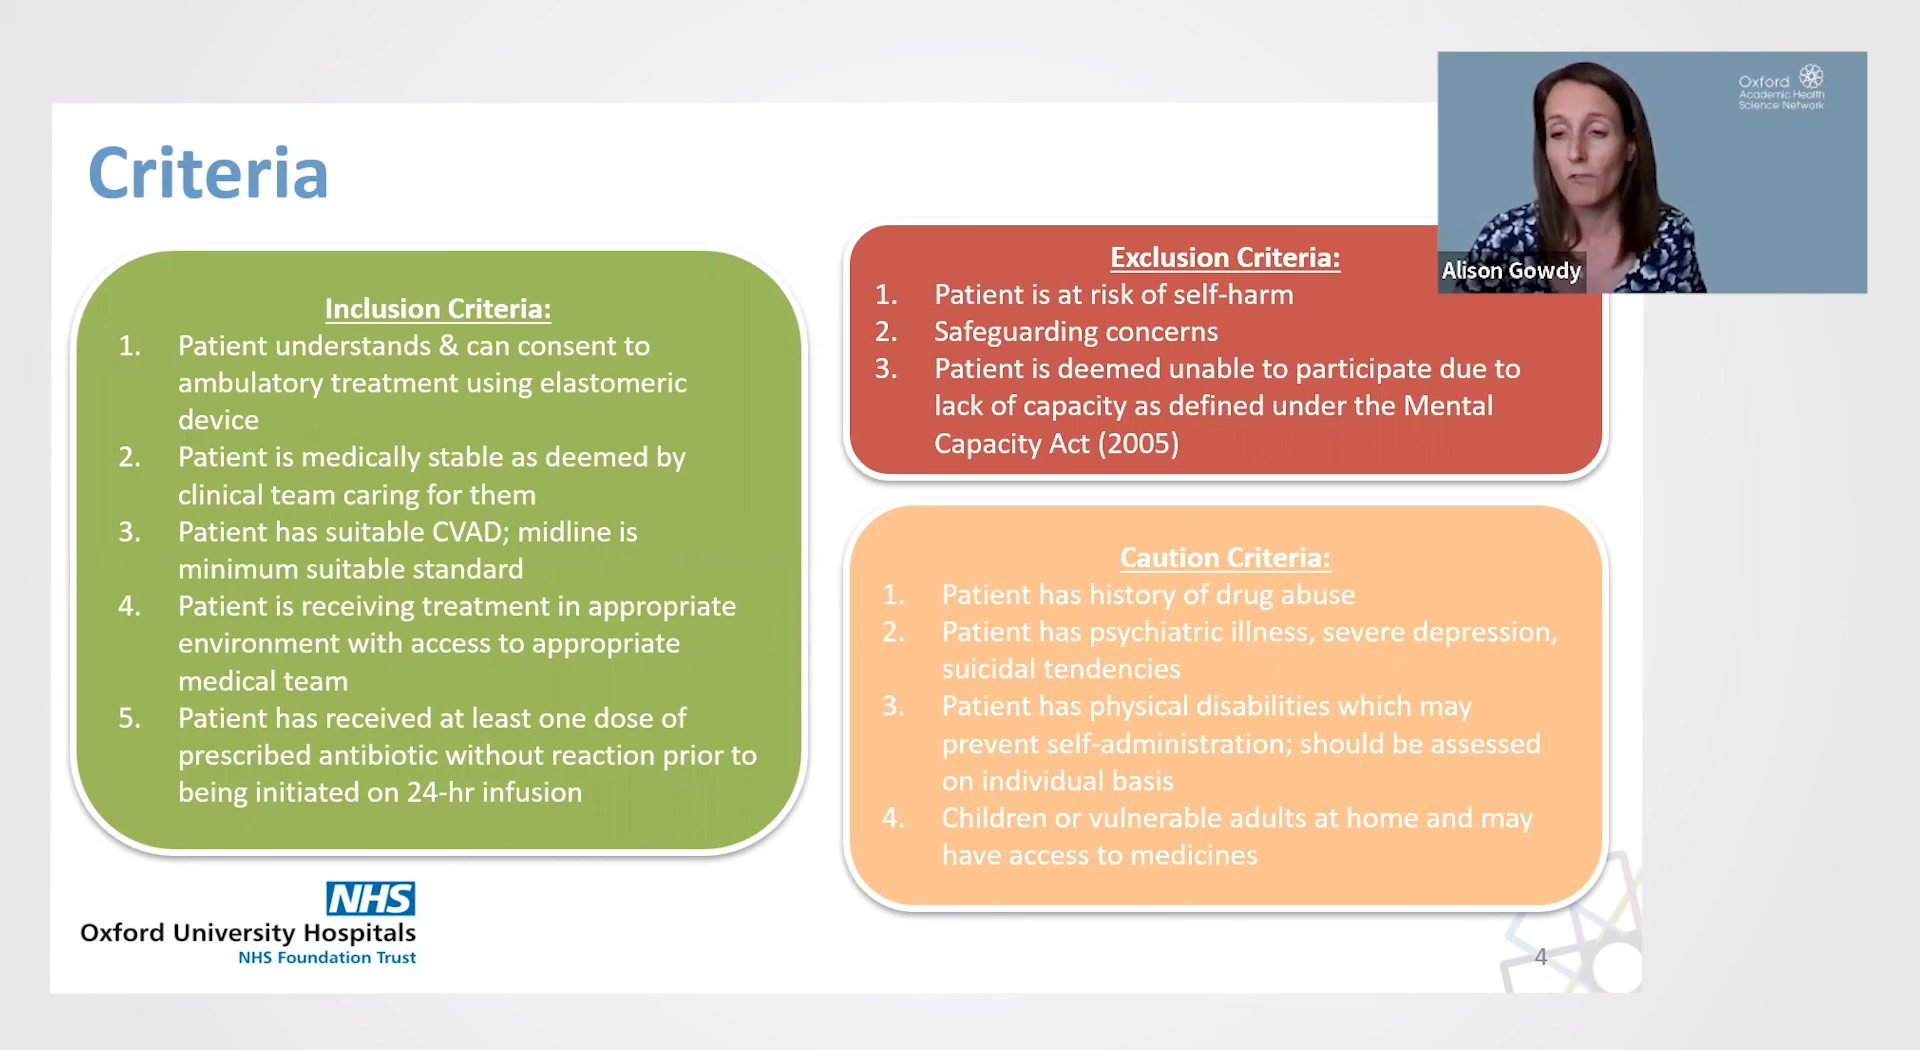 Criteria
Inclusion Criteria:
1. Patient understands & can consent to
ambulatory treatment using elastomeric
device
2. Patient is medically stable as deemed by
clinical team caring for them
3. Patient has suitable CVAD; midline is
minimum suitable standard
4. Patient is receiving treatment in appropriate
environment with access to appropriate
medical team
5. Patient has received at least one dose of
prescribed antibiotic without reaction prior to
being initiated on 24-hr infusion
Exclusion Criteria:
1. Patient is at risk of self-harm
2. Safeguarding concerns
3. Patient is deemed unable to participate due to
lack of capacity as defined under the Mental
Capacity Act (2005)
Caution Criteria:
1. Patient has history of drug abuse
2. Patient has psychiatric illness, severe depression,
suicidal tendencies
3. Patient has physical disabilities which may
prevent self-administration; should be assessed
on individual basis
4. Children or vulnerable adults at home and may
have access to medicines
Oxford
Academic Health
Science Network
Alison Gowdy
NHS
Oxford University Hospitals
NHS Foundation Trust
4